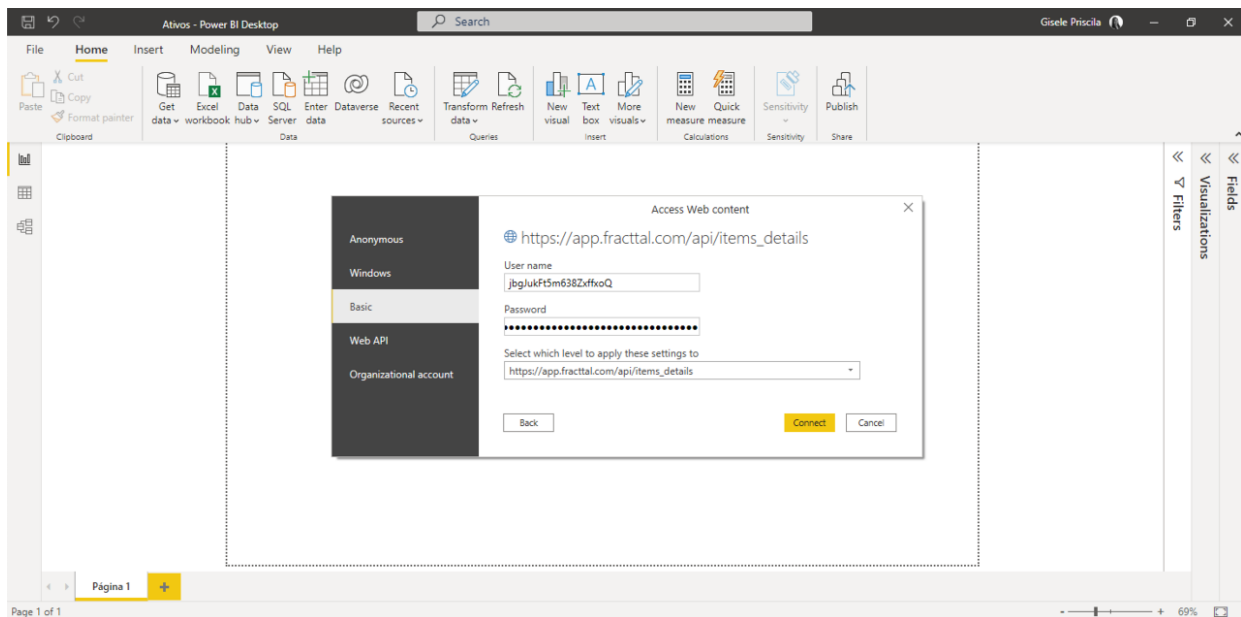 Ativos - Power BI Desktop
Search
Gisele Priscila
File Home Insert Modeling View Help
Paste
Cut
Copy
Format painter
Get data
Excel workbook
Data hub
SQL Server
Enter data
Dataverse
Recent sources
Transform data
Refresh
New visual
Text box
More visuals
New measure
Quick measure
Sensitivity
Publish
Clipboard
Data
Queries
Insert
Calculations
Sensitivity
Share
Access Web content
Anonymous
Windows
Basic
Web API
Organizational account
https://app.fracttal.com/api/items_details
User name
jbgJukFt5m638ZxffxoQ
Password
Select which level to apply these settings to
https://app.fracttal.com/api/items_details
Back
Connect
Cancel
Filters
Visualizations
Fields
Página 1
Page 1 of 1
- + 69%